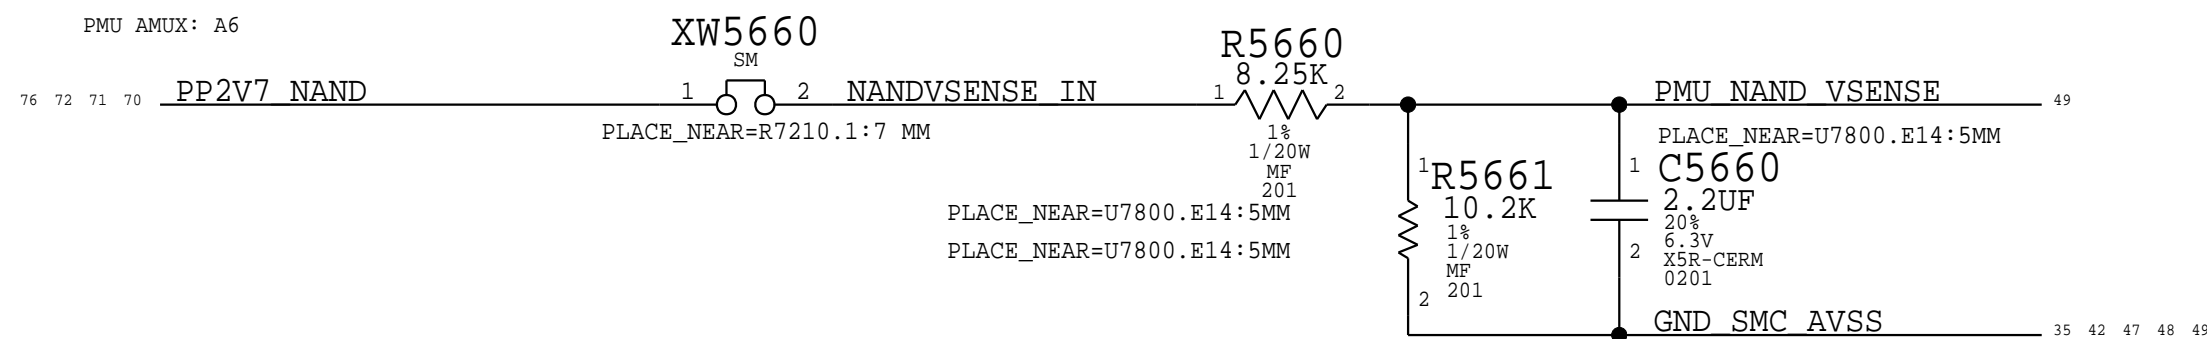 PMU AMUX: A6
XW5660
SM
76 72 71 70 PP2V7_NAND 1 2 NANDVSENSE_IN
PLACE_NEAR=R7210.1:7 MM
R5660
8.25K
1 2
1%
1/20W
MF
201
PLACE_NEAR=U7800.E14:5MM
PLACE_NEAR=U7800.E14:5MM
1 R5661
1
10.2K
1%
1/20W
MF
201
2
PMU_NAND_VSENSE 49
PLACE_NEAR=U7800.E14:5MM
1 C5660
2.2UF
20%
6.3V
2 X5R-CERM
0201
GND_SMC_AVSS 35 42 47 48 49